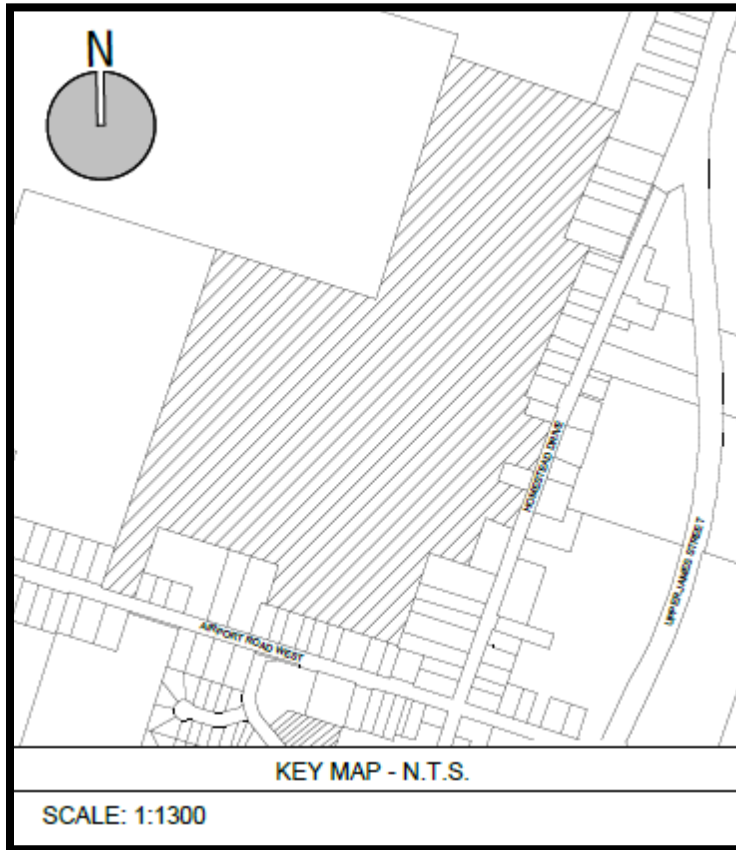 N
HOMESTEAD DRIVE
UPPER JAMES STREET
AIRPORT ROAD WEST
KEY MAP - N.T.S.
SCALE: 1:1300